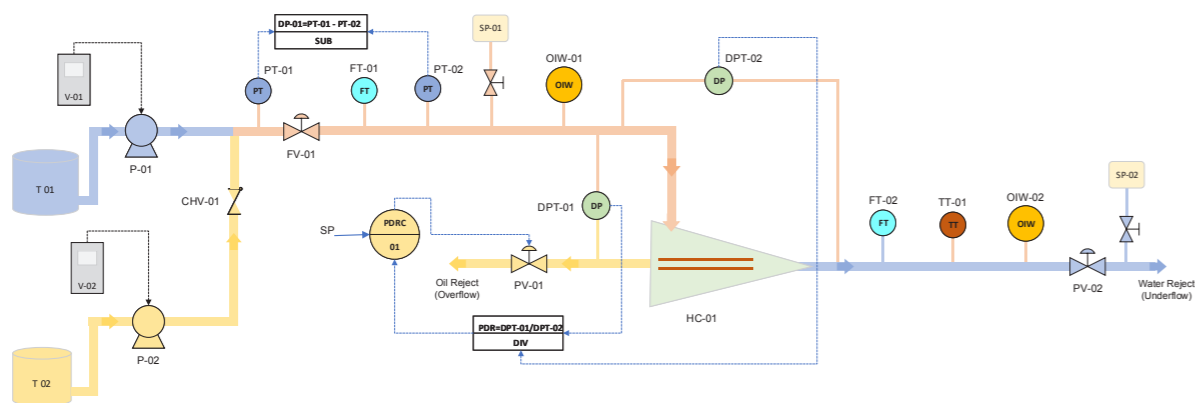 DP-01=PT-01 - PT-02
SUB
SP-01
PT-01
FT-01
PT-02
OIW-01
DPT-02
V-01
PT
FT
PT
OIW
DP
P-01
FV-01
T 01
CHV-01
SP-02
FT-02
TT-01
OIW-02
DPT-01
DP
PDRC
01
SP
FT
TT
OIW
V-02
Oil Reject
(Overflow)
PV-01
HC-01
PV-02
Water Reject
(Underflow)
PDR=DPT-01/DPT-02
DIV
P-02
T 02